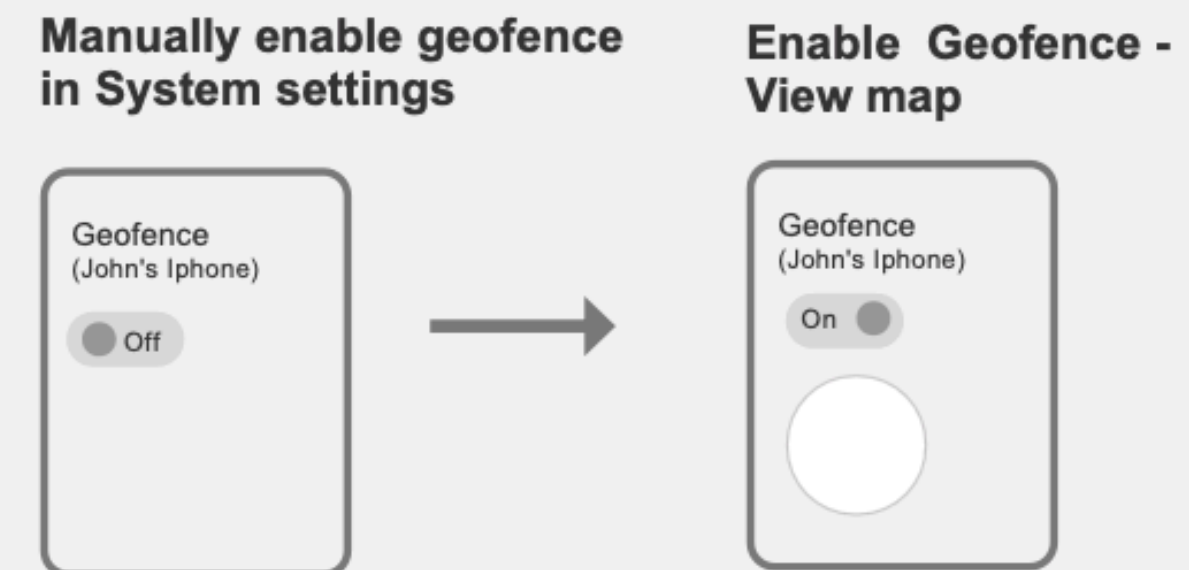 Manually enable geofence
in System settings
Enable  Geofence -
View map
Geofence
(John's Iphone)
Off
Geofence
(John's Iphone)
On